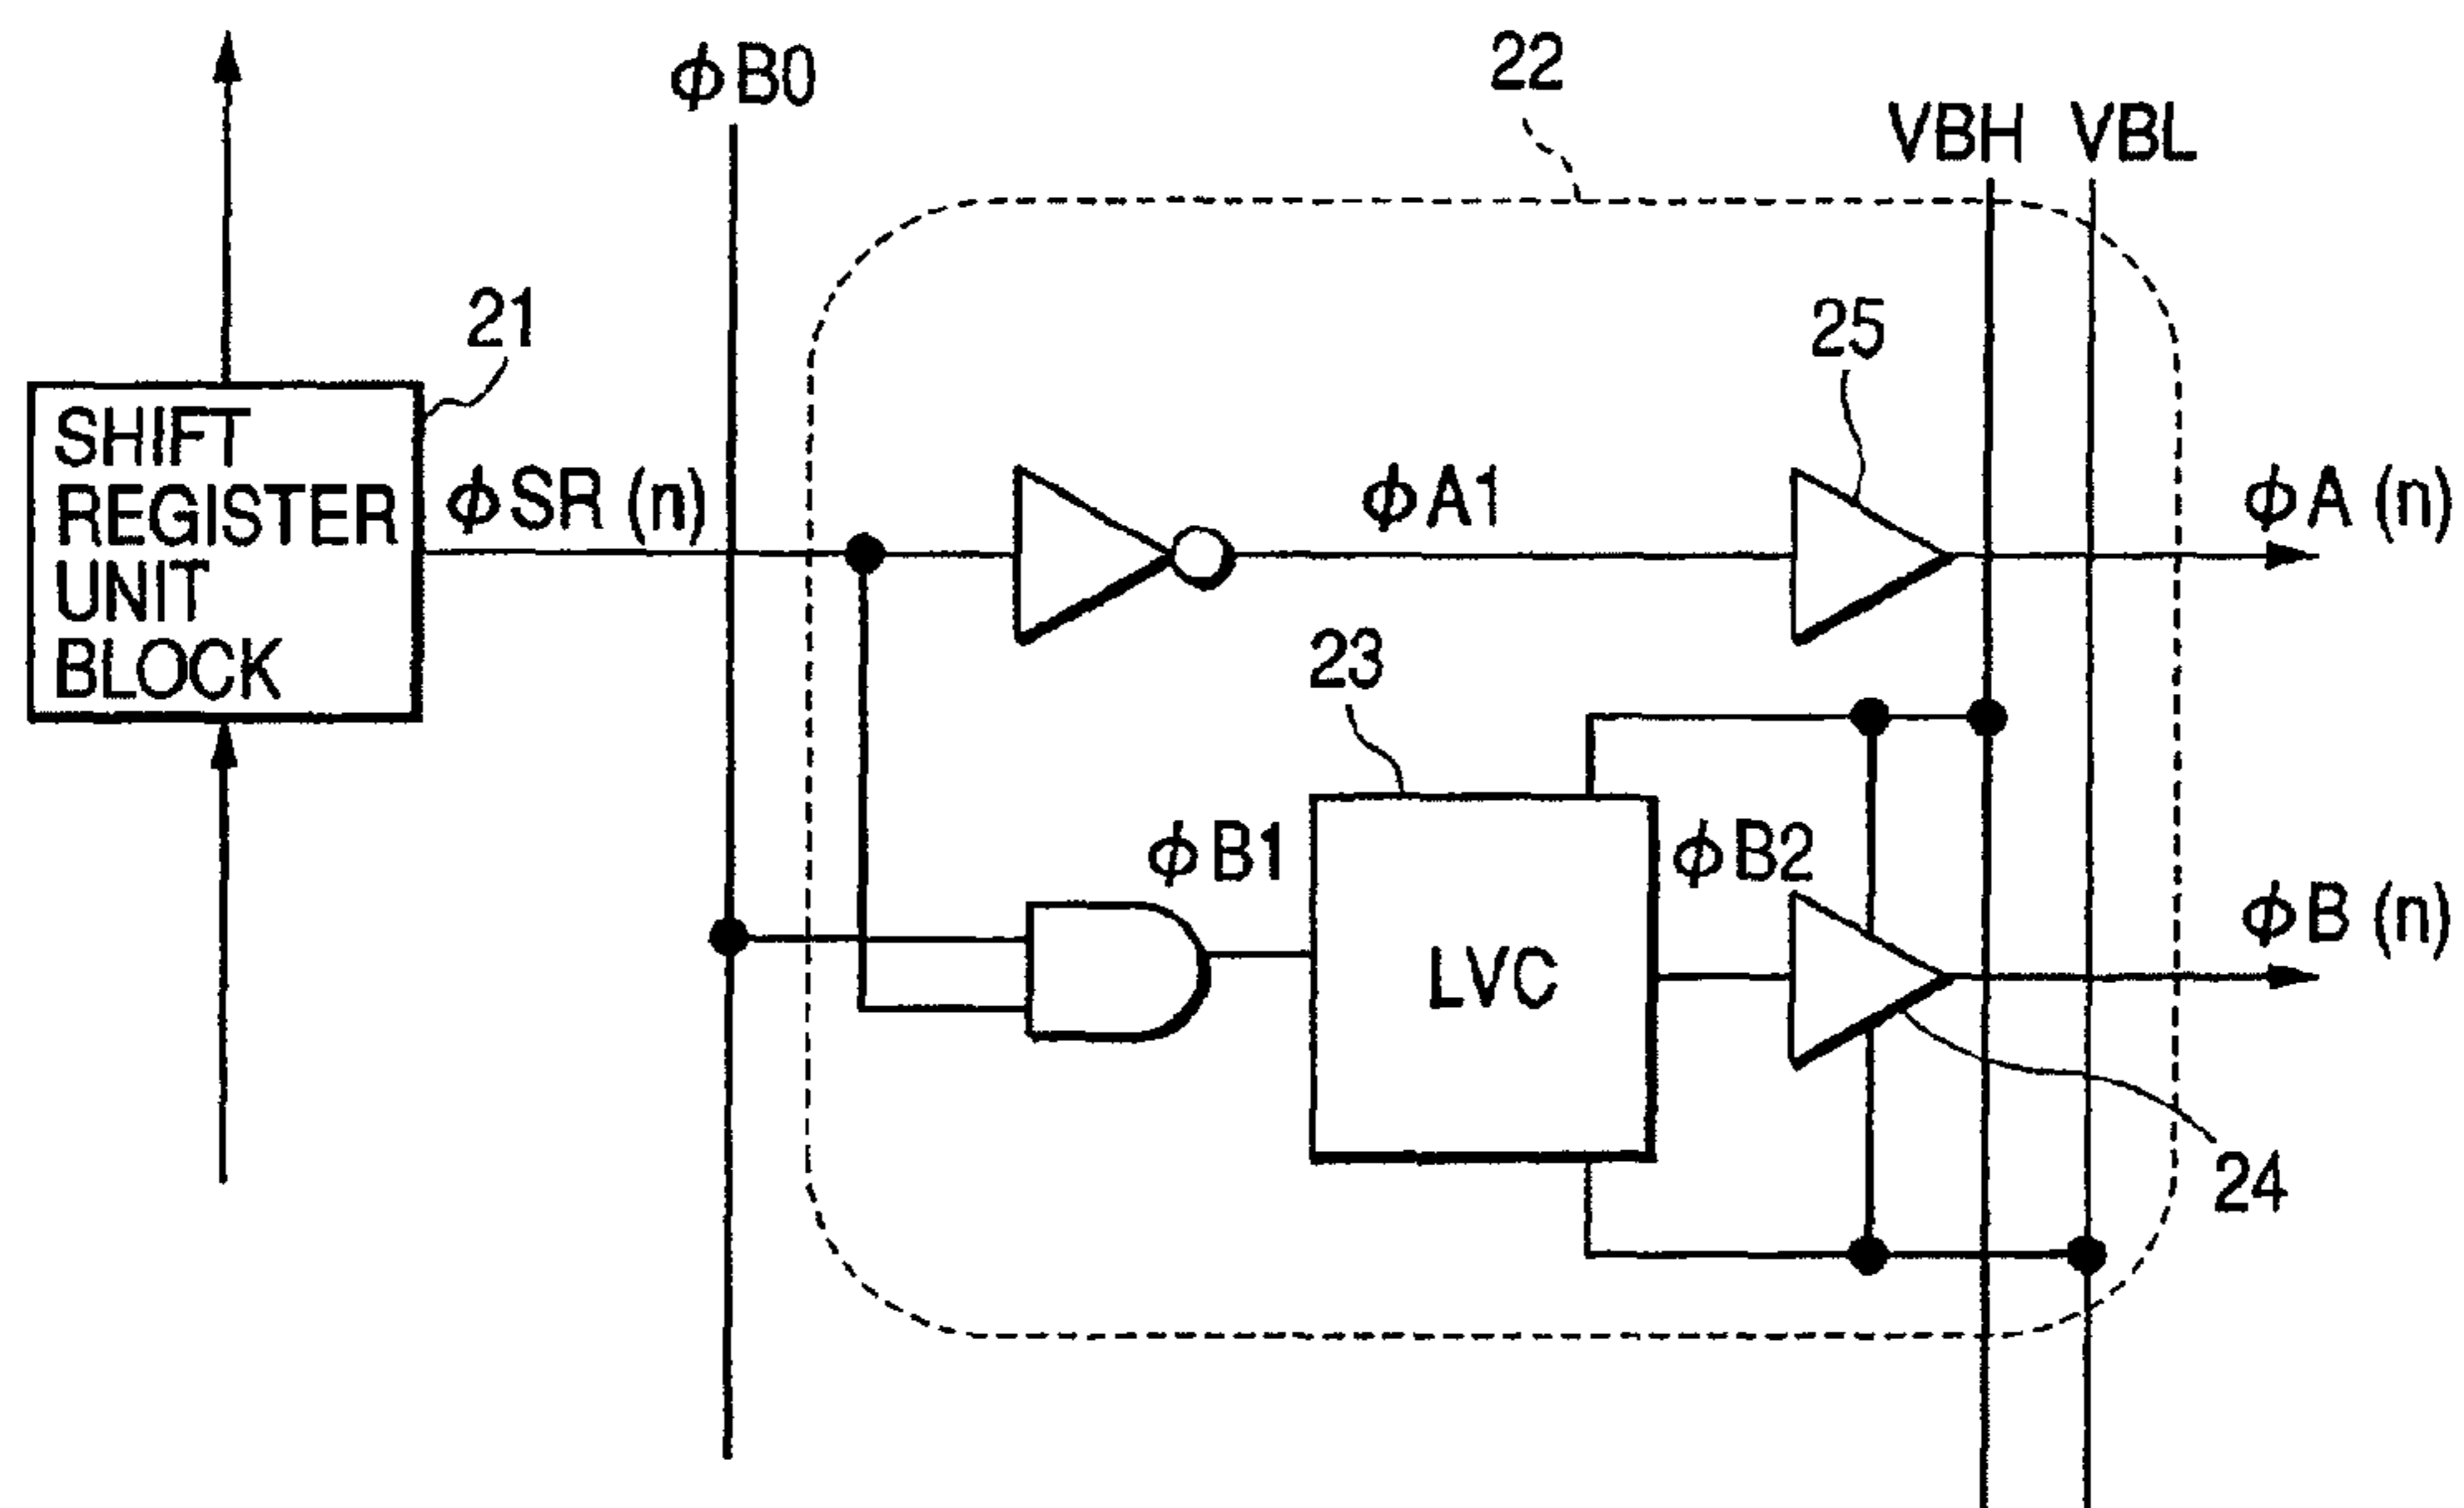 φB0
22
VBH VBL
21
25
SHIFT
REGISTER
UNIT
BLOCK
φSR (n)
φA1
φA (n)
23
φB1
φB2
φB (n)
LVC
24